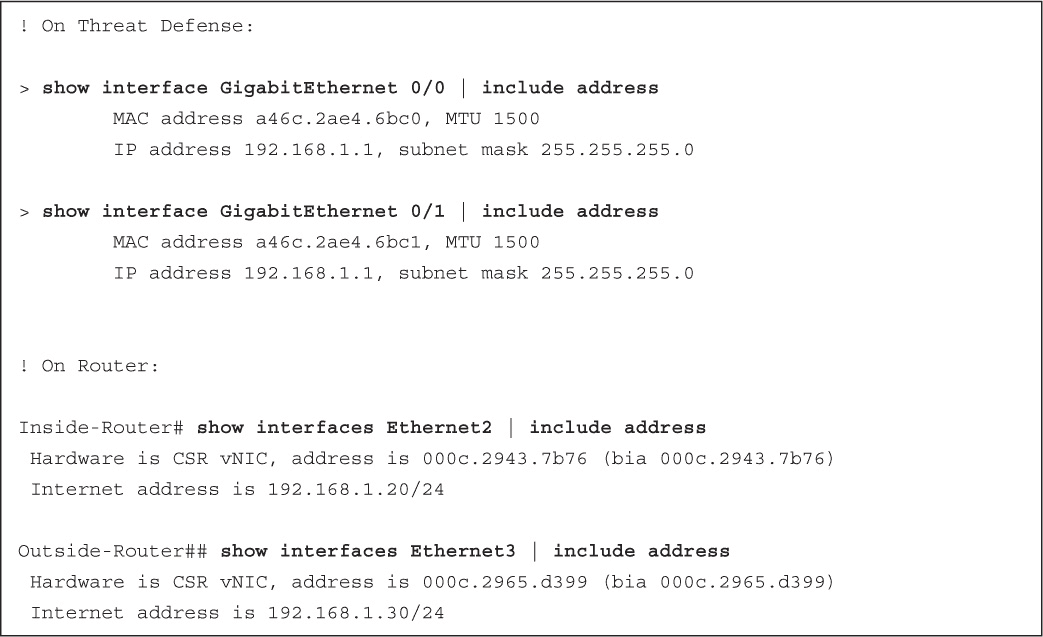 ! On Threat Defense:
> show interface GigabitEthernet 0/0 | include address
MAC address a46c.2ae4.6bc0, MTU 1500
IP address 192.168.1.1, subnet mask 255.255.255.0
> show interface GigabitEthernet 0/1 | include address
MAC address a46c.2ae4.6bc1, MTU 1500
IP address 192.168.1.1, subnet mask 255.255.255.0
! On Router:
Inside-Router# show interfaces Ethernet2 | include address
Hardware is CSR vNIC, address is 000c.2943.7b76 (bia 000c.2943.7b76)
Internet address is 192.168.1.20/24
Outside-Router## show interfaces Ethernet3 | include address
Hardware is CSR vNIC, address is 000c.2965.d399 (bia 000c.2965.d399)
Internet address is 192.168.1.30/24